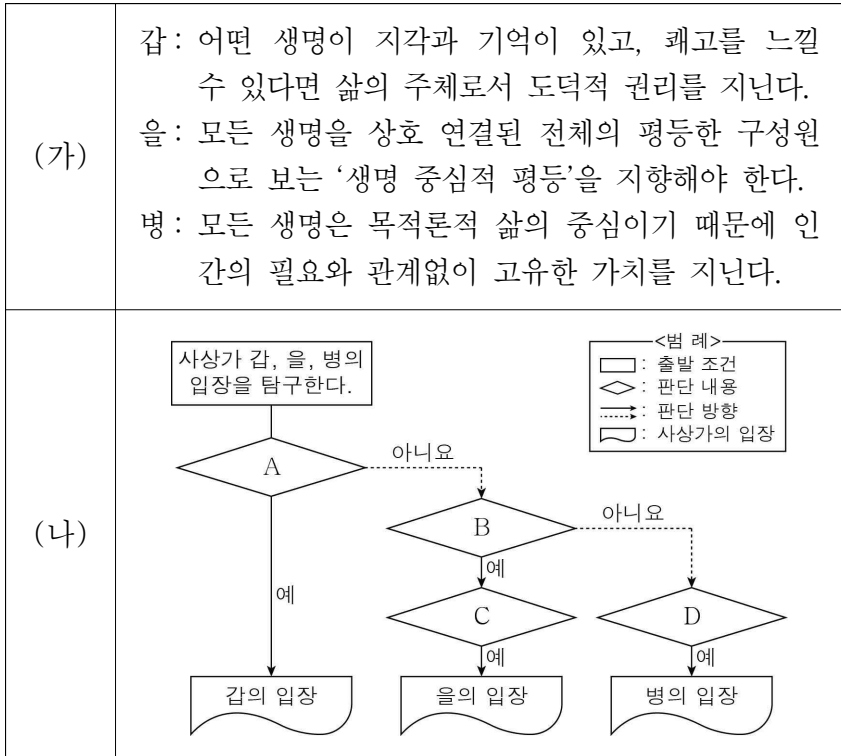 (가)
갑 : 어떤 생명이 지각과 기억이 있고, 쾌고를 느낄
수 있다면 삶의 주체로서 도덕적 권리를 지닌다.
을 : 모든 생명을 상호 연결된 전체의 평등한 구성원
으로 보는 ‘생명 중심적 평등’을 지향해야 한다.
병 : 모든 생명은 목적론적 삶의 중심이기 때문에 인
간의 필요와 관계없이 고유한 가치를 지닌다.
(나)
사상가 갑, 을, 병의
입장을 탐구한다.
<범 례>
: 출발 조건
: 판단 내용
: 판단 방향
: 사상가의 입장
A
아니요
B
아니요
예
예
C
D
예
예
갑의 입장
을의 입장
병의 입장